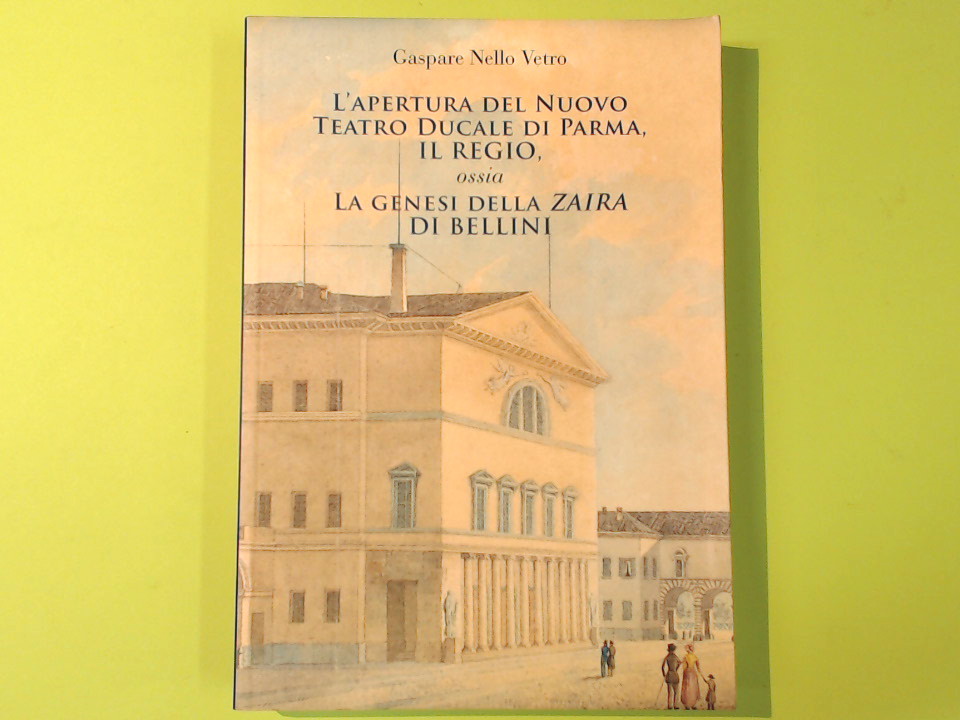 Gaspare Nello Vetro
L'APERTURA DEL NUOVO
TEATRO DUCALE DI PARMA,
IL REGIO,
ossia
LA GENESI DELLA ZAIRA
DI BELLINI